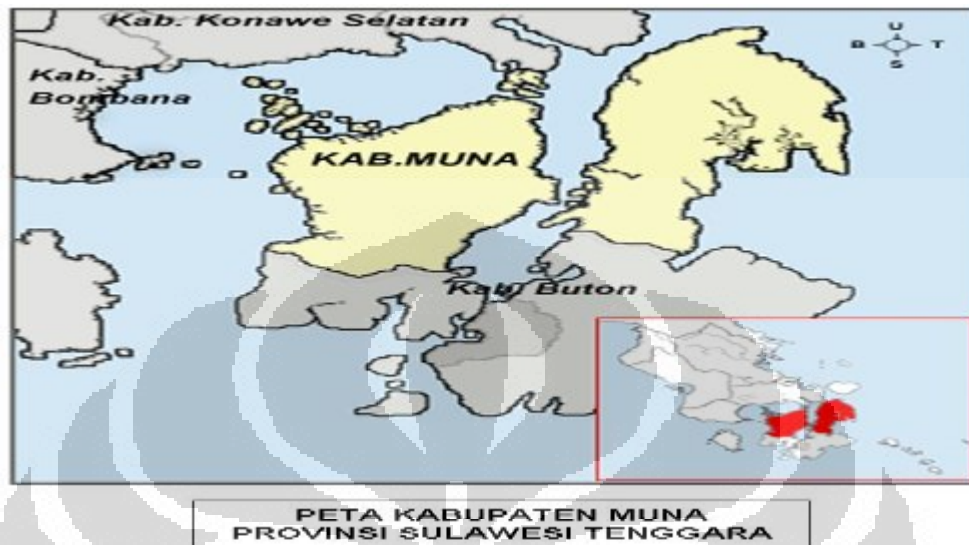 Kab. Konawe Selatan
U
B T
S
Kab.
Bombana
KAB.MUNA
Kab. Buton
PETA KABUPATEN MUNA
PROVINSI SULAWESI TENGGARA